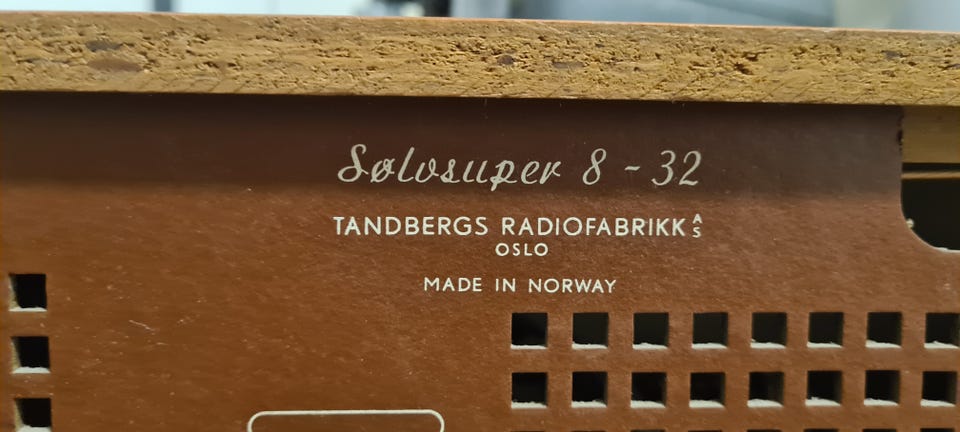 Sølvsuper 8 - 32
TANDBERGS RADIOFABRIKK A/S
OSLO
MADE IN NORWAY